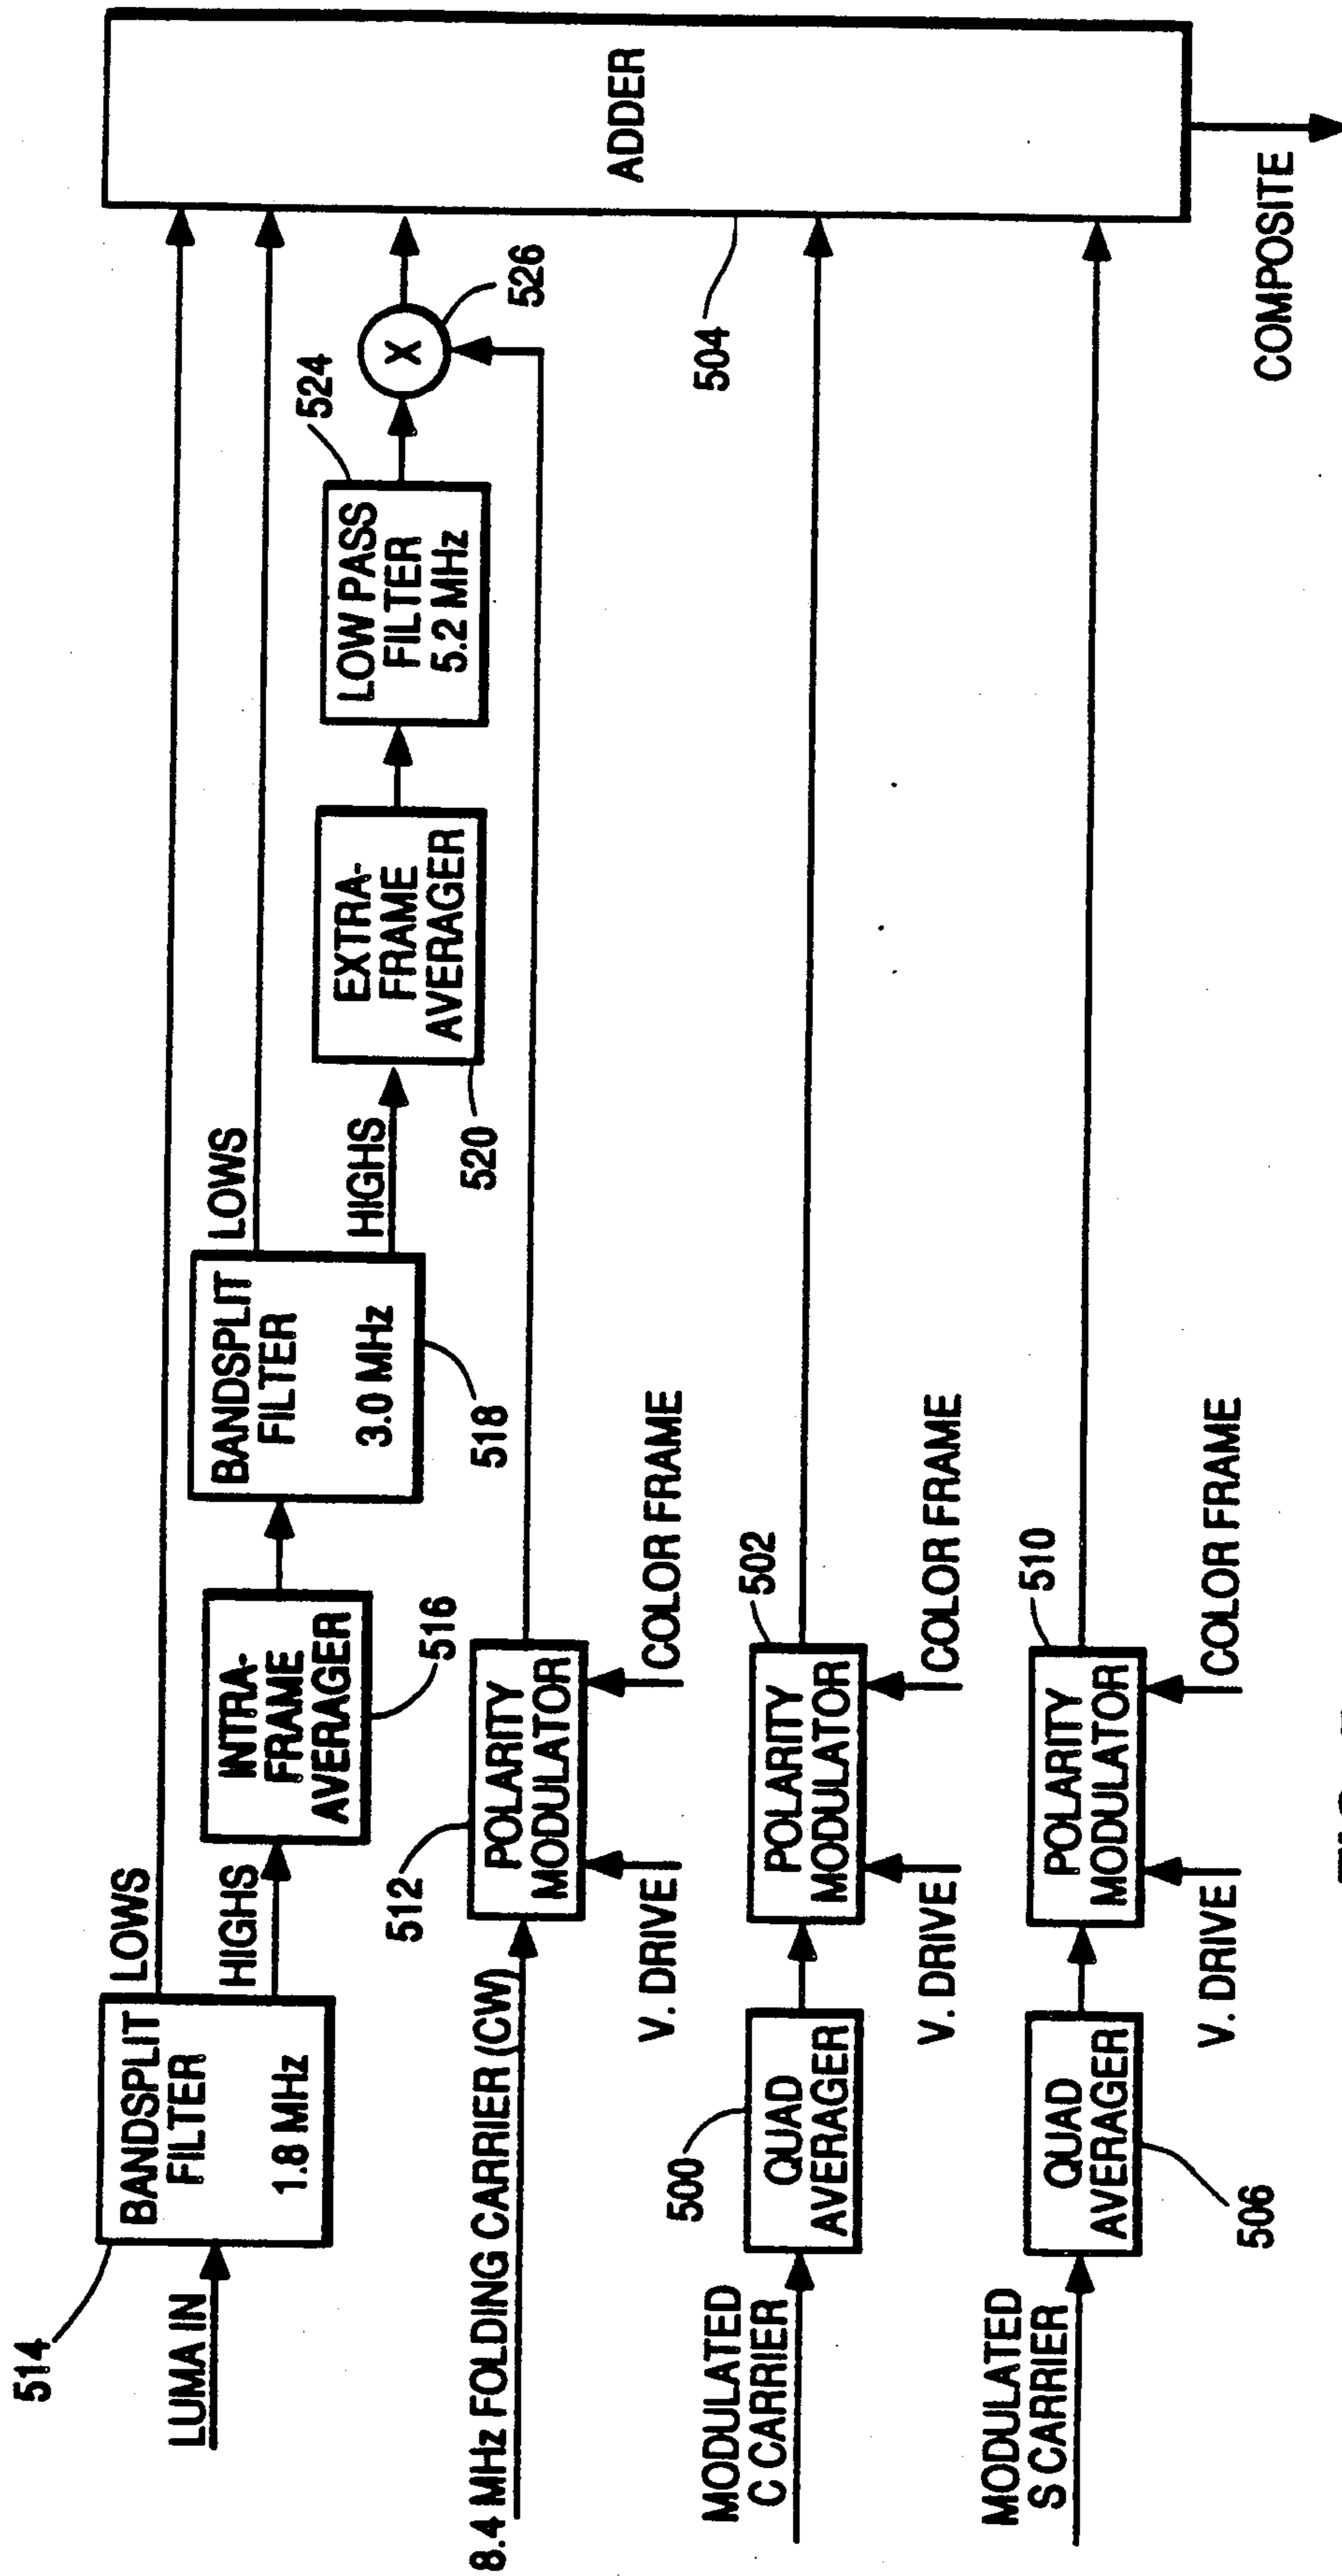 514
LUMA IN
BANDSPLIT
FILTER
1.8 MHz
LOWS
HIGHS
INTRA-
FRAME
AVERAGER
516
BANDSPLIT
FILTER
3.0 MHz
518
LOWS
HIGHS
EXTRA-
FRAME
AVERAGER
520
LOW PASS
FILTER
5.2 MHz
524
X
526
ADDER
504
COMPOSITE
8.4 MHz FOLDING CARRIER (CW)
512
POLARITY
MODULATOR
V. DRIVE
COLOR FRAME
MODULATED
C CARRIER
500
QUAD
AVERAGER
POLARITY
MODULATOR
502
V. DRIVE
COLOR FRAME
MODULATED
S CARRIER
QUAD
AVERAGER
506
POLARITY
MODULATOR
510
V. DRIVE
COLOR FRAME